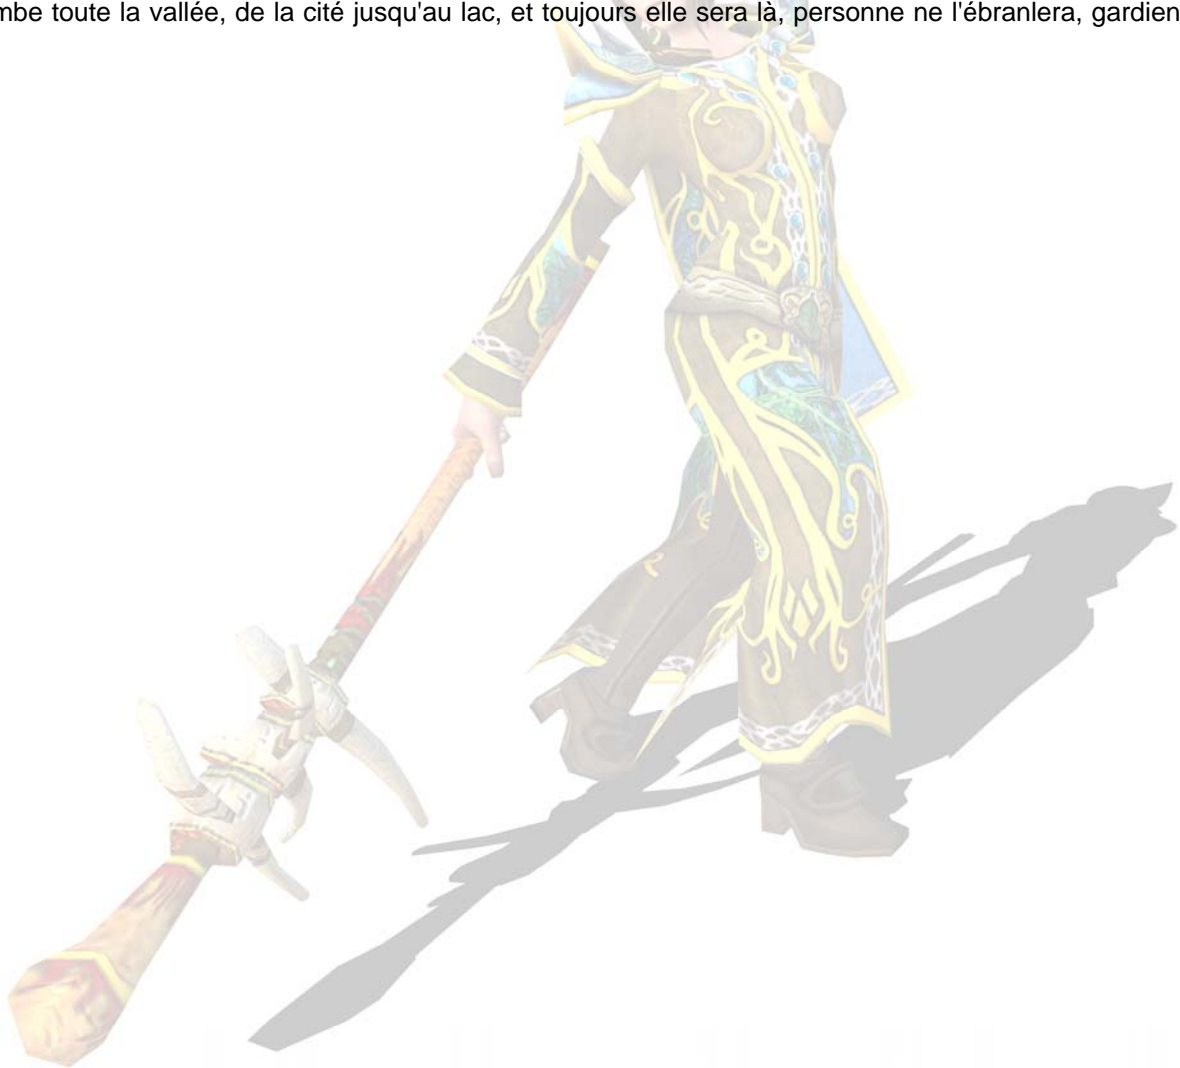 mbe toute la vallée, de la cité jusqu'au lac, et toujours elle sera là, personne ne l'ébranlera, gardien